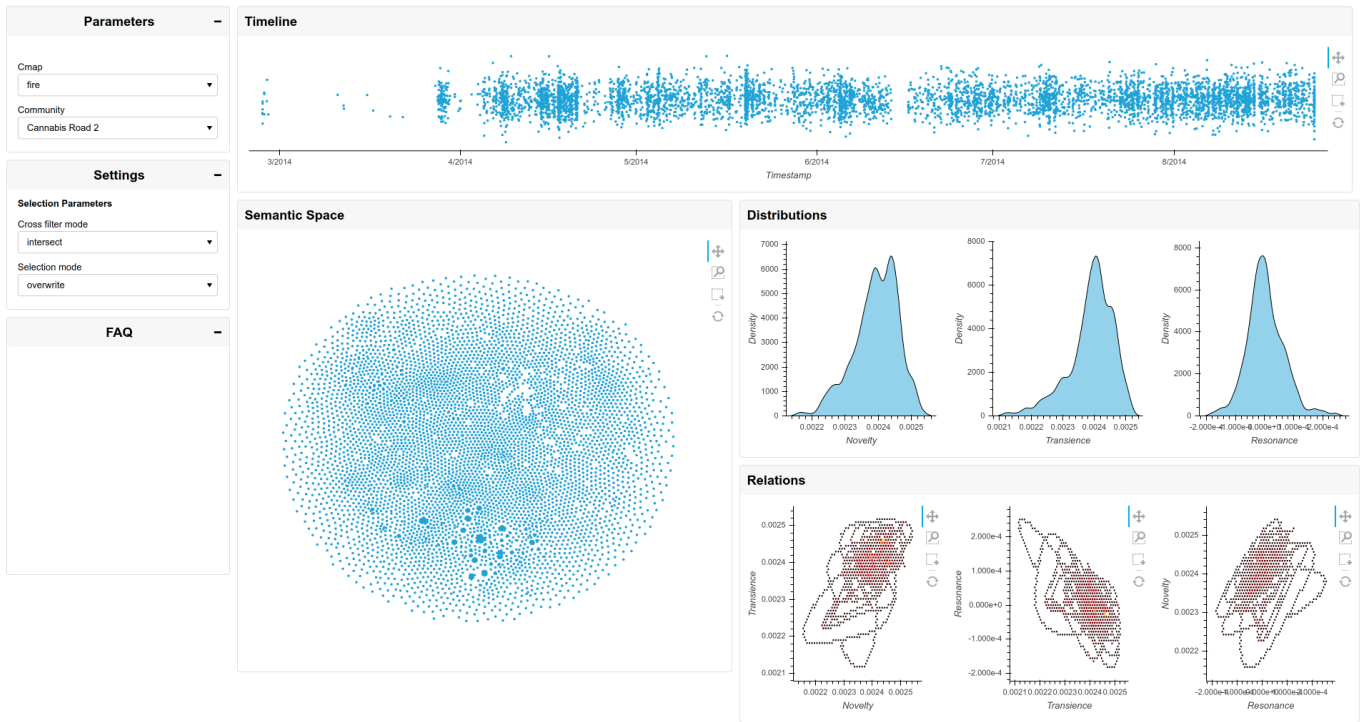 Parameters −
Cmap
fire
Community
Cannabis Road 2
Settings −
Selection Parameters
Cross filter mode
intersect
Selection mode
overwrite
FAQ −
Timeline
3/2014 4/2014 5/2014 6/2014 7/2014 8/2014
Timestamp
Semantic Space
Distributions
7000
6000
5000
4000
3000
2000
1000
0
Density
0.0022 0.0023 0.0024 0.0025
Novelty
8000
6000
4000
2000
0
Density
0.0021 0.0022 0.0023 0.0024 0.0025
Transience
8000
6000
4000
2000
0
Density
Resonance
Relations
0.0025
0.0024
0.0023
0.0022
0.0021
Transience
0.0022 0.0023 0.0024 0.0025
Novelty
2.000e-4
1.000e-4
0.000e+0
-1.000e-4
-2.000e-4
Resonance
0.0021 0.0022 0.0023 0.0024 0.0025
Transience
0.0025
0.0024
0.0023
0.0022
Novelty
Resonance